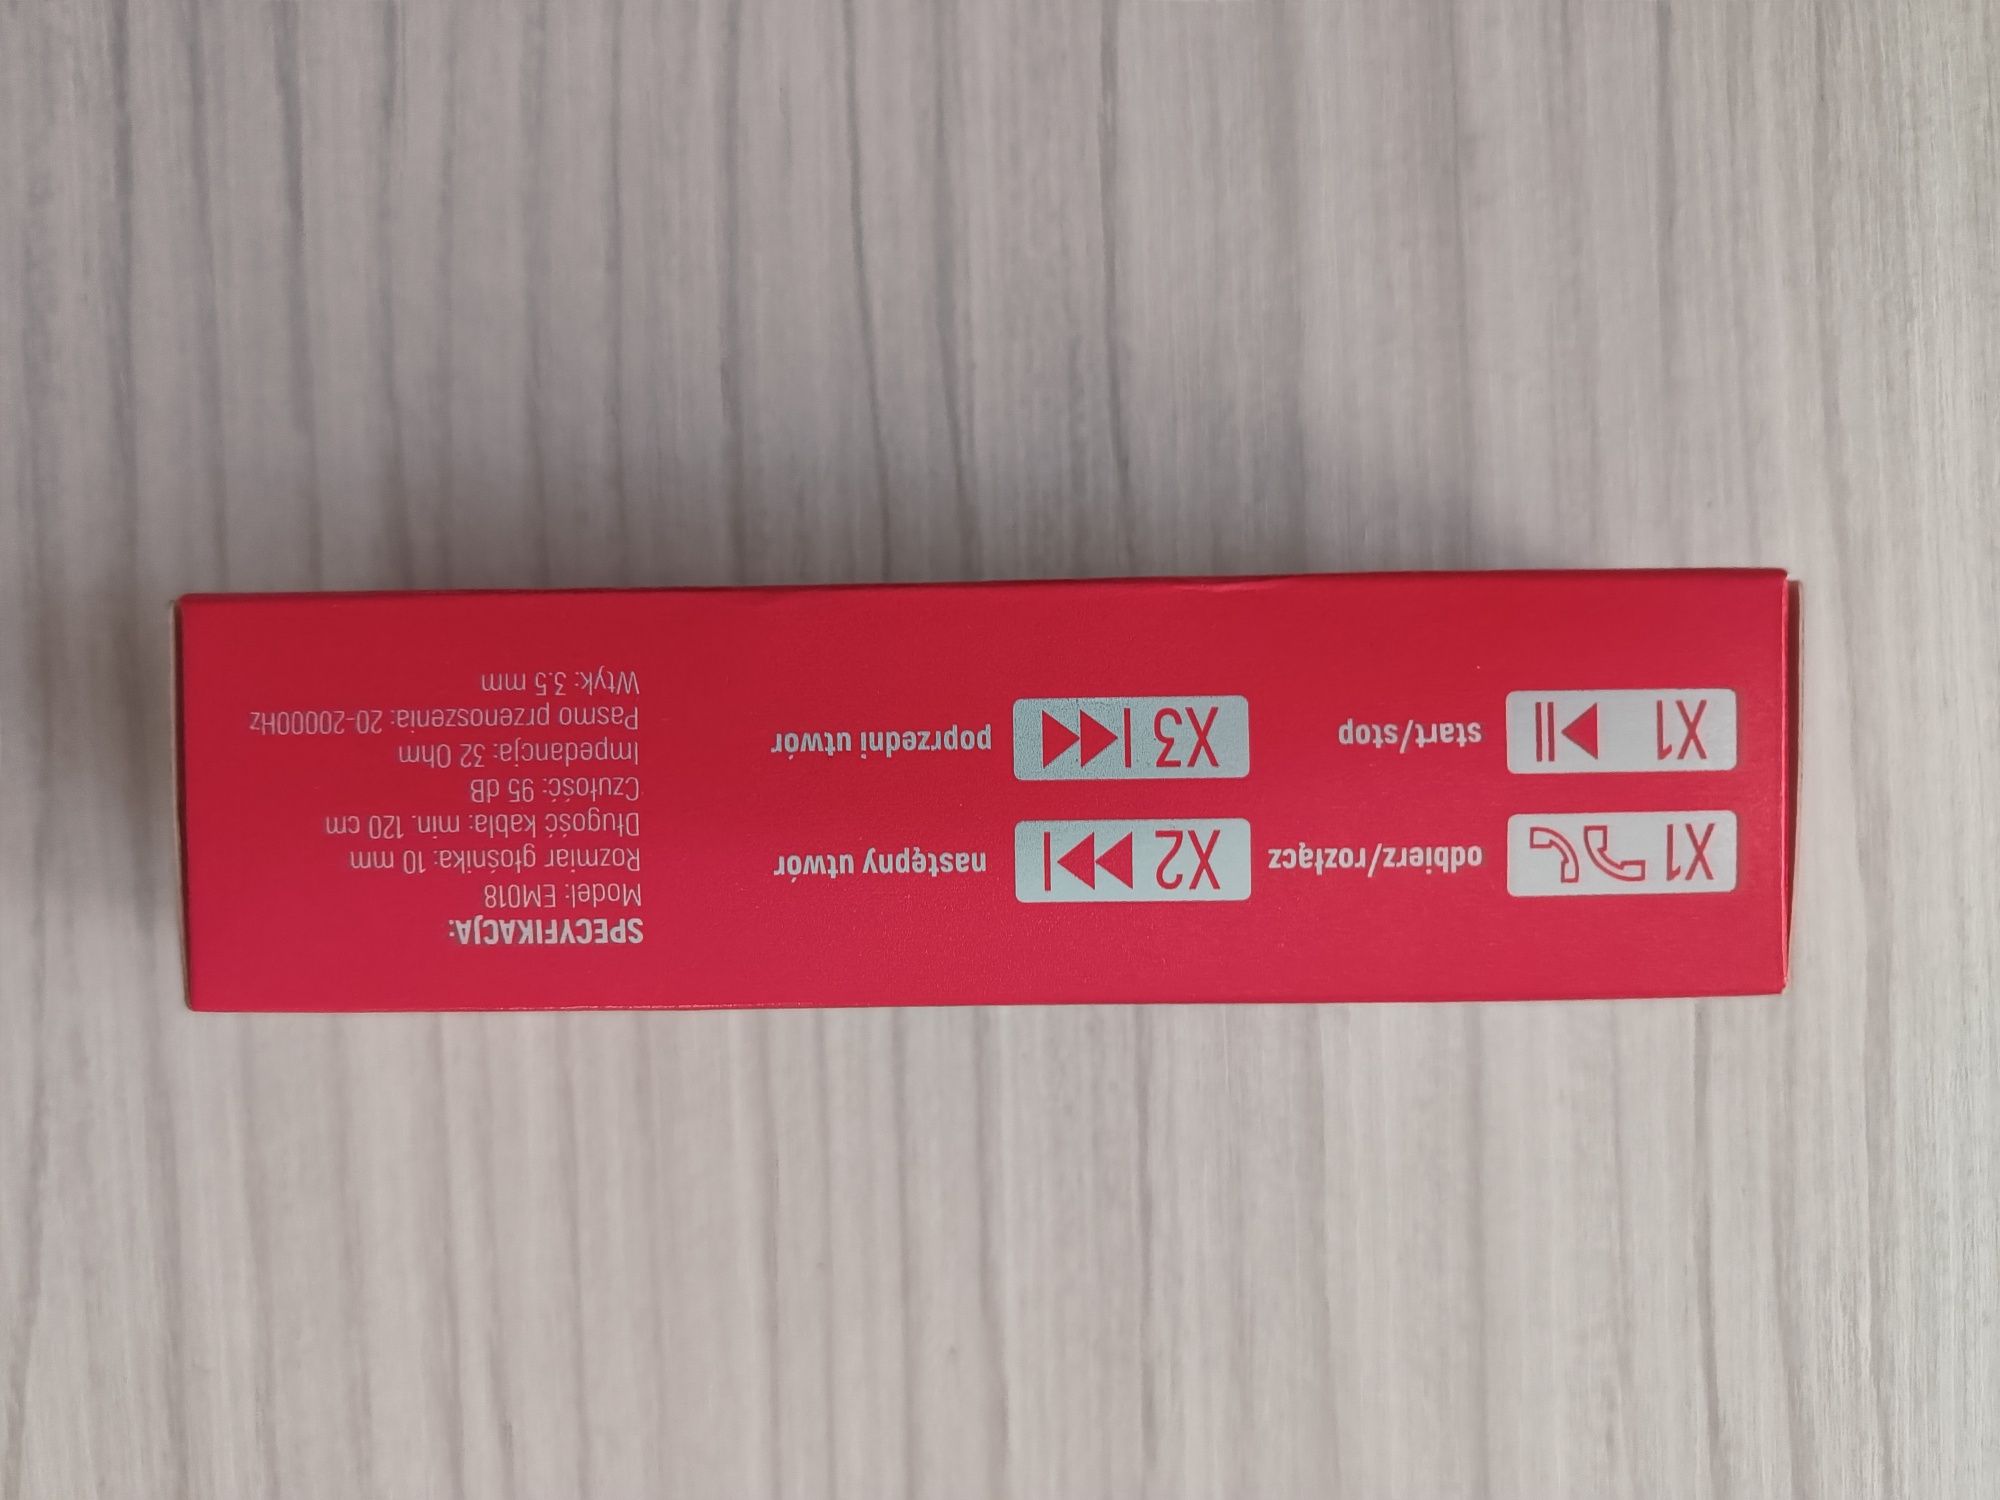 X1 odbierz/rozłącz
X1 start/stop
X2 następny utwór
X3 poprzedni utwór
SPECYFIKACJA:
Model: EM018
Rozmiar głośnika: 10 mm
Długość kabla: min. 120 cm
Czułość: 95 dB
Impedancja: 32 Ohm
Pasmo przenoszenia: 20-20000Hz
Wtyk: 3.5 mm